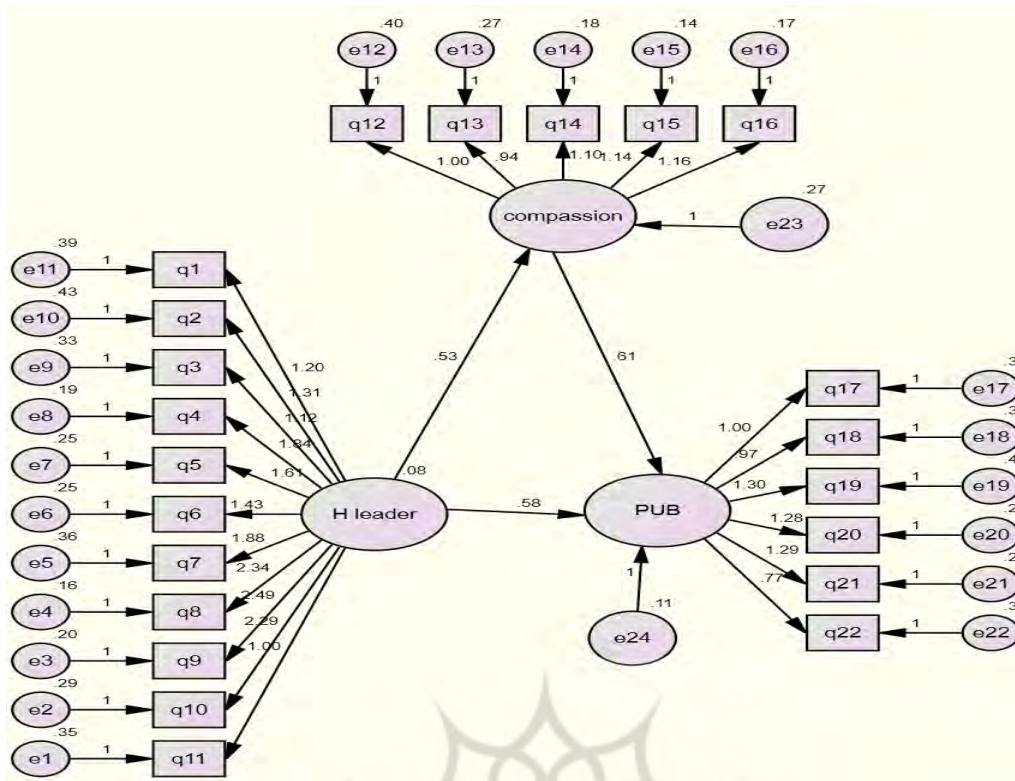 .40 .27 .18 .14 .17
e12 e13 e14 e15 e16
1 1 1 1 1
q12 q13 q14 q15 q16
1.00 .94 1.10 1.14 1.16
compassion 1 e23 .27
.39
e11 1 q1
.43
e10 1 q2
.33
e9 1 q3
.19
e8 1 q4
.25
e7 1 q5
.25
e6 1 q6
.36
e5 1 q7
.16
e4 1 q8
.20
e3 1 q9
.29
e2 1 q10
.35
e1 1 q11
1.20
1.31
1.12
1.84
1.61
1.43
1.88
2.34
2.49
2.29
1.00
H leader .08
.53
.61
.58
PUB
1
e24 .11
1.00
.97
1.30
1.28
1.29
.77
q17 1 e17
q18 1 e18
q19 1 e19
q20 1 e20
q21 1 e21
q22 1 e22